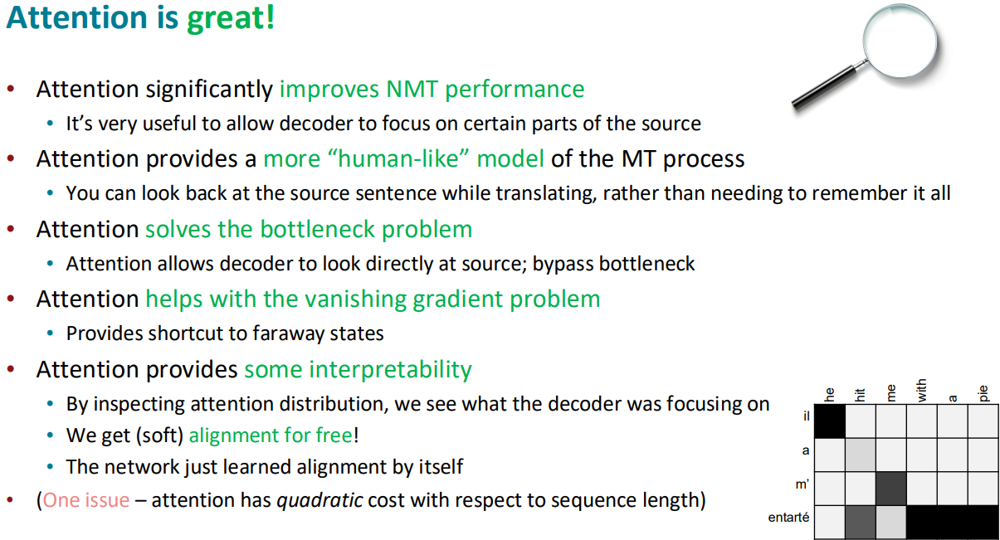 Attention is great!
• Attention significantly improves NMT performance
• It’s very useful to allow decoder to focus on certain parts of the source
• Attention provides a more “human-like” model of the MT process
• You can look back at the source sentence while translating, rather than needing to remember it all
• Attention solves the bottleneck problem
• Attention allows decoder to look directly at source; bypass bottleneck
• Attention helps with the vanishing gradient problem
• Provides shortcut to faraway states
• Attention provides some interpretability
• By inspecting attention distribution, we see what the decoder was focusing on
• We get (soft) alignment for free!
• The network just learned alignment by itself
• (One issue – attention has quadratic cost with respect to sequence length)
he hit me with a pie
il
a
m’
entarté